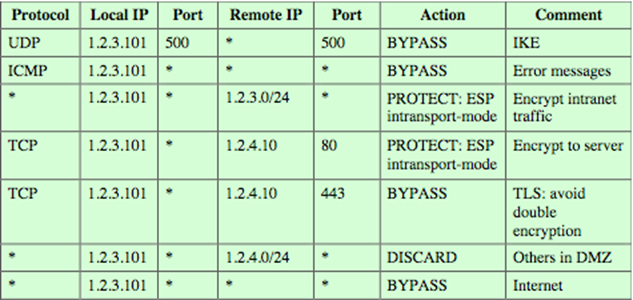 Protocol Local IP Port Remote IP Port Action Comment
UDP 1.2.3.101 500 * 500 BYPASS IKE
ICMP 1.2.3.101 * * * BYPASS Error messages
* 1.2.3.101 * 1.2.3.0/24 * PROTECT: ESP Encrypt intranet
intransport-mode traffic
TCP 1.2.3.101 * 1.2.4.10 80 PROTECT: ESP Encrypt to server
intransport-mode
TCP 1.2.3.101 * 1.2.4.10 443 BYPASS TLS: avoid
double
encryption
* 1.2.3.101 * 1.2.4.0/24 * DISCARD Others in DMZ
* 1.2.3.101 * * * BYPASS Internet